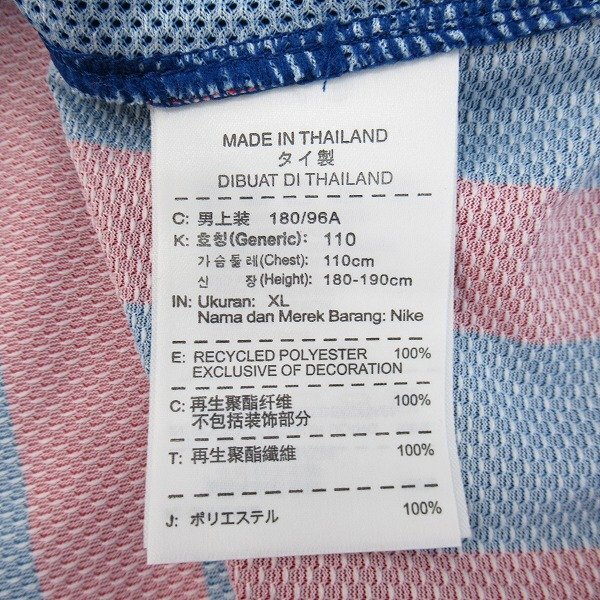 MADE IN THAILAND
タイ製
DIBUAT DI THAILAND
C: 男上装 180/96A
K: 호칭(Generic): 110
가슴둘레(Chest): 110cm
신 장(Height): 180-190cm
IN: Ukuran: XL
Nama dan Merek Barang: Nike
E: RECYCLED POLYESTER 100%
EXCLUSIVE OF DECORATION
C: 再生聚酯纤维 100%
不包括装饰部分
T: 再生聚酯纖維 100%
J: ポリエステル 100%